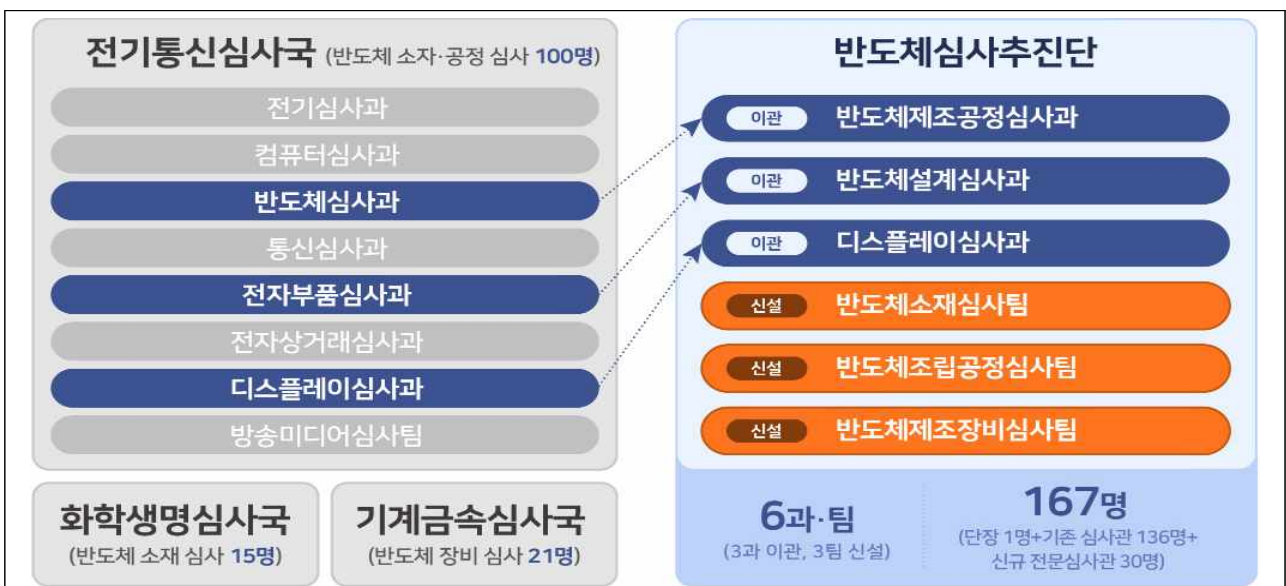 전기통신심사국 (반도체 소자·공정 심사 100명)
전기심사과
컴퓨터심사과
반도체심사과
통신심사과
전자부품심사과
전자상거래심사과
디스플레이심사과
방송미디어심사팀
화학생명심사국
(반도체 소재 심사 15명)
기계금속심사국
(반도체 장비 심사 21명)
반도체심사추진단
이관 반도체제조공정심사과
이관 반도체설계심사과
이관 디스플레이심사과
신설 반도체소재심사팀
신설 반도체조립공정심사팀
신설 반도체제조장비심사팀
6과·팀
(3과 이관, 3팀 신설)
167명
(단장 1명+기존 심사관 136명+
신규 전문심사관 30명)